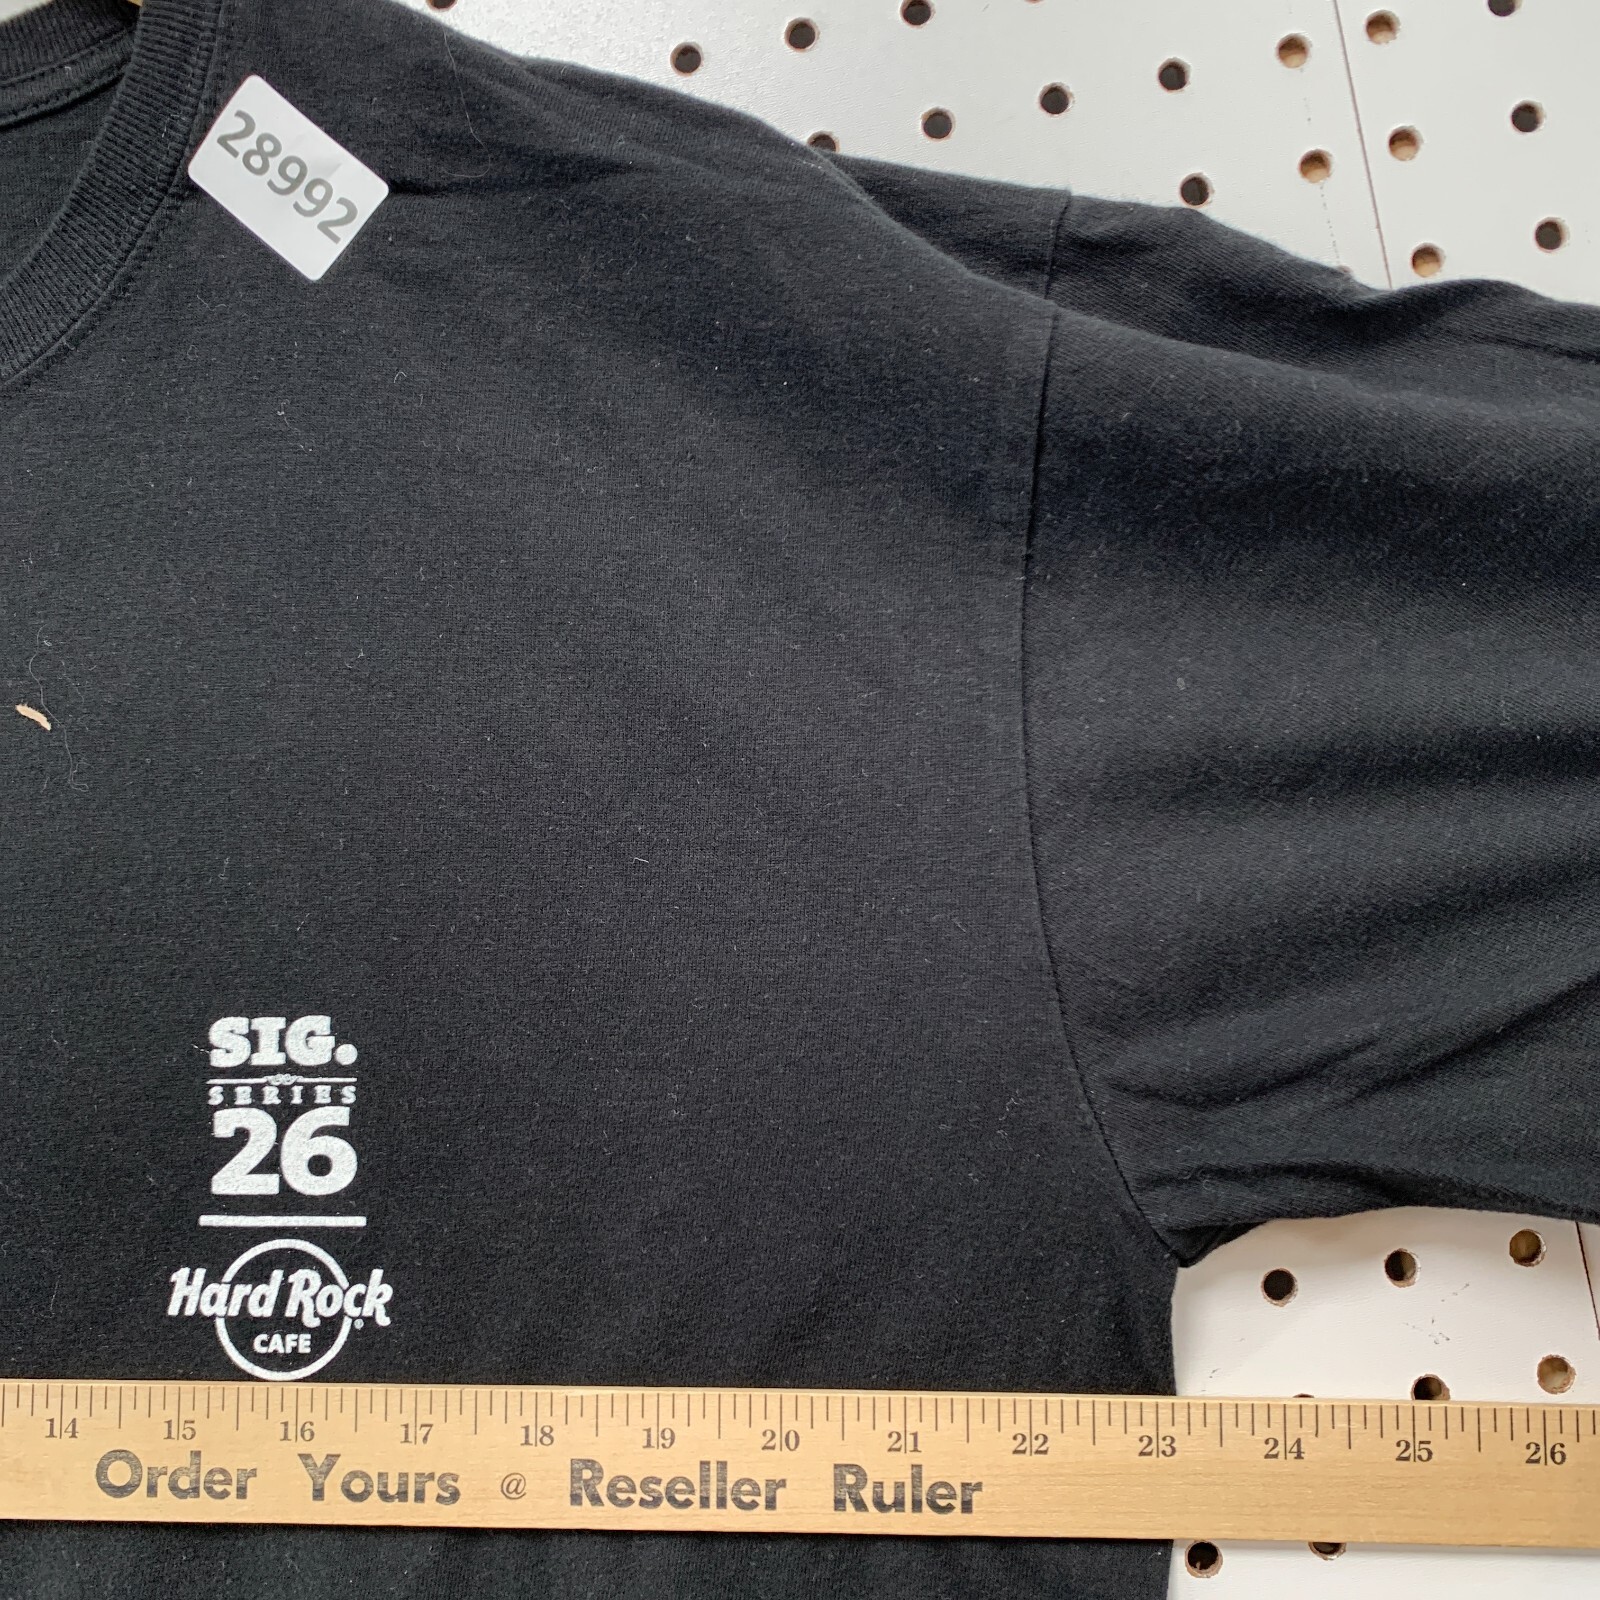 28992
SIG.
SERIES
26
Hard Rock
®
CAFE
14 15 16 17 18 19 20 21 22 23 24 25 26
Order Yours @ Reseller Ruler